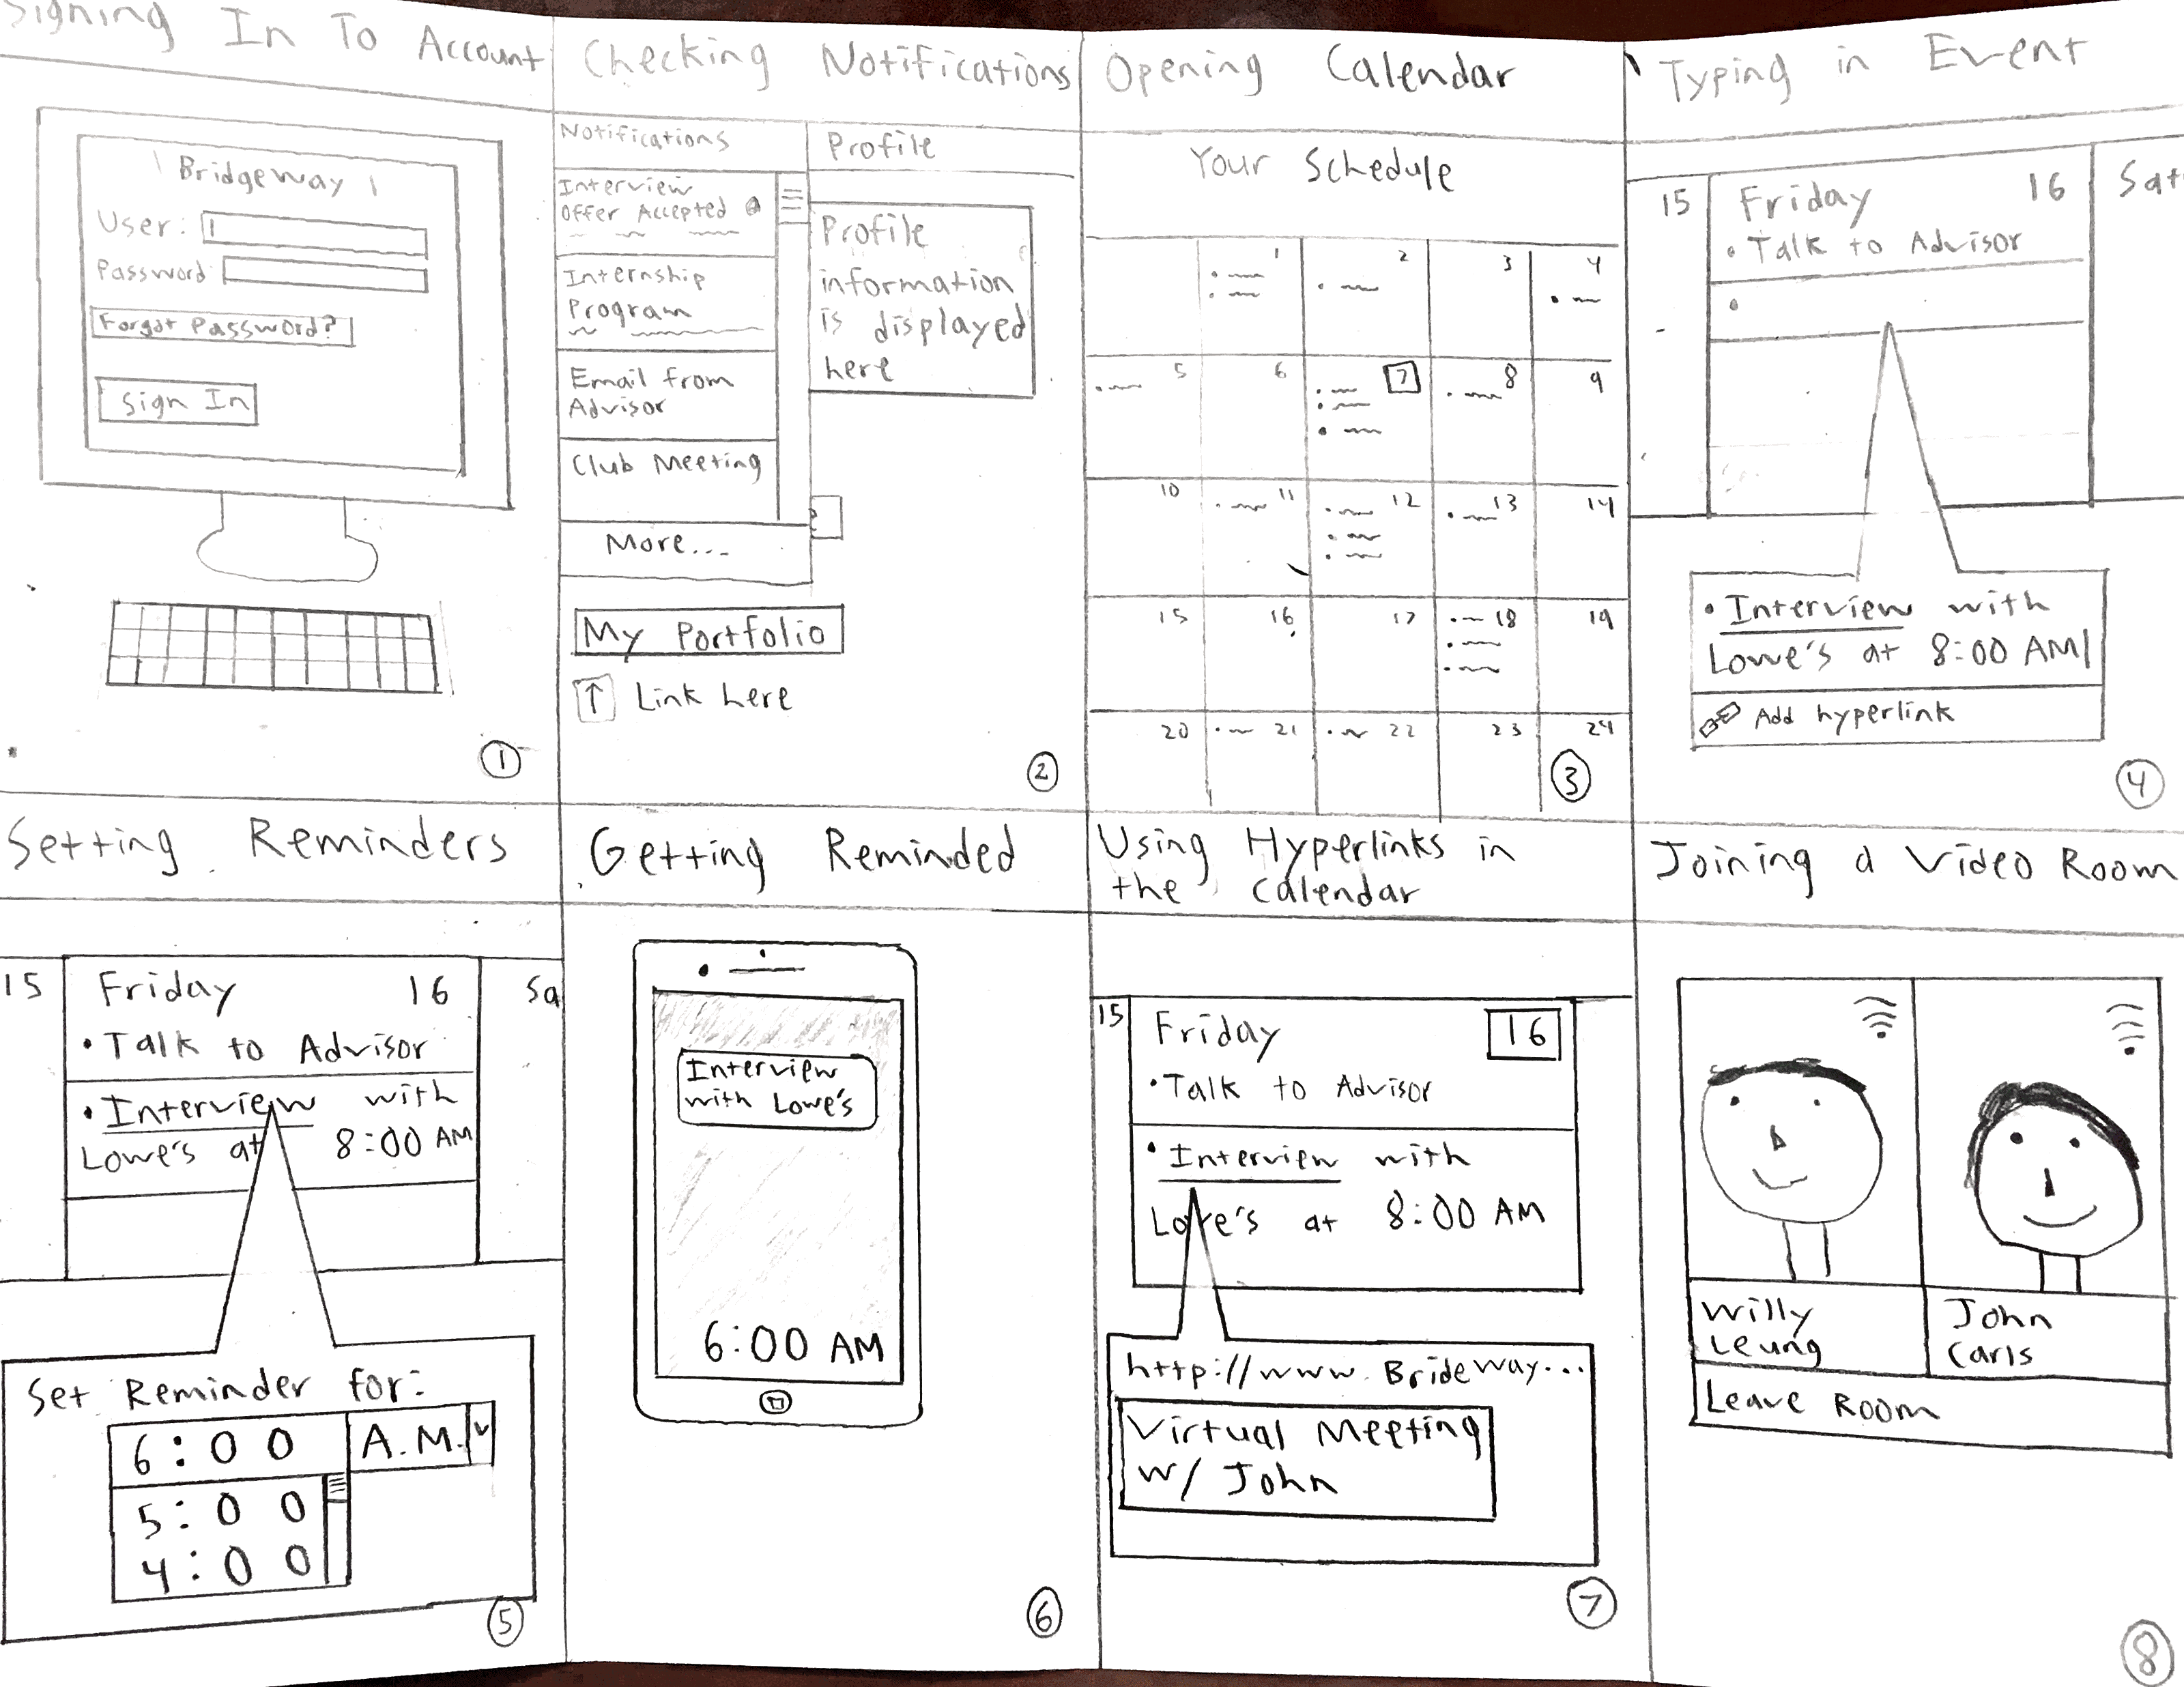 Signing In To Account
Bridgeway
User:
Password
Forgot Password?
Sign In
1
Checking Notifications
Notifications
Profile
Interview
Offer Accepted
Internship
Program
Email from
Advisor
Club Meeting
More...
Profile
information
is displayed
here
My Portfolio
↑ Link here
2
Opening Calendar
Your Schedule
1 2 3 4
5 6 7 8 9
10 11 12 13 14
15 16 17 18 19
20 21 22 23 24
3
Typing in Event
15 Friday 16 Sat
• Talk to Advisor
•
• Interview with
Lowe's at 8:00 AM|
Add hyperlink
4
Setting Reminders
15 Friday 16 Sa
• Talk to Advisor
• Interview with
Lowe's at 8:00 AM
Set Reminder for:
6:00 A.M.
5:00
4:00
5
Getting Reminded
Interview
with Lowe's
6:00 AM
6
Using Hyperlinks in
the Calendar
15 Friday 16
• Talk to Advisor
• Interview with
Lowe's at 8:00 AM
http://www.Brideway...
Virtual Meeting
w/ John
7
Joining a Video Room
Willy
Leung
John
Carls
Leave Room
8